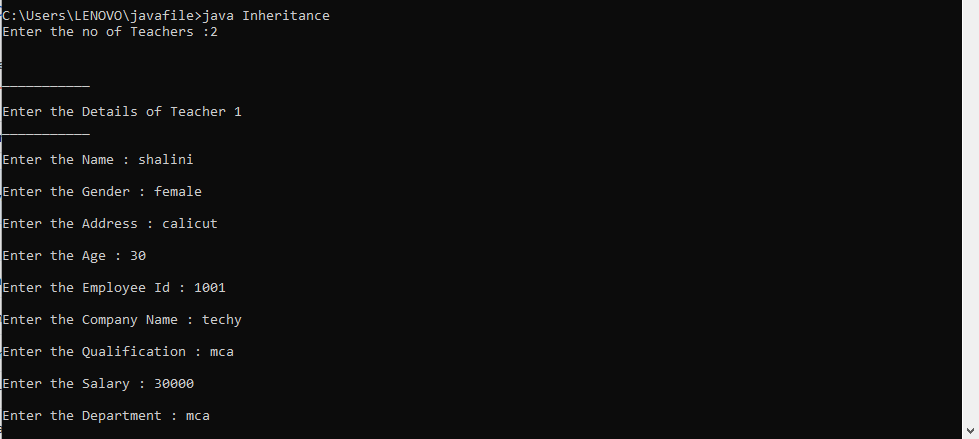 C:\Users\LENOVO\javafile>java Inheritance
Enter the no of Teachers :2
___________
Enter the Details of Teacher 1
___________
Enter the Name : shalini
Enter the Gender : female
Enter the Address : calicut
Enter the Age : 30
Enter the Employee Id : 1001
Enter the Company Name : techy
Enter the Qualification : mca
Enter the Salary : 30000
Enter the Department : mca